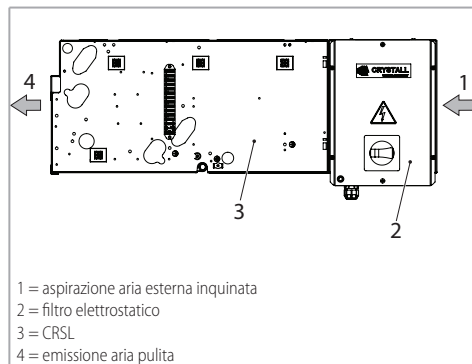 4
CRYSTALL
1
3
2
1 = aspirazione aria esterna inquinata
2 = filtro elettrostatico
3 = CRSL
4 = emissione aria pulita